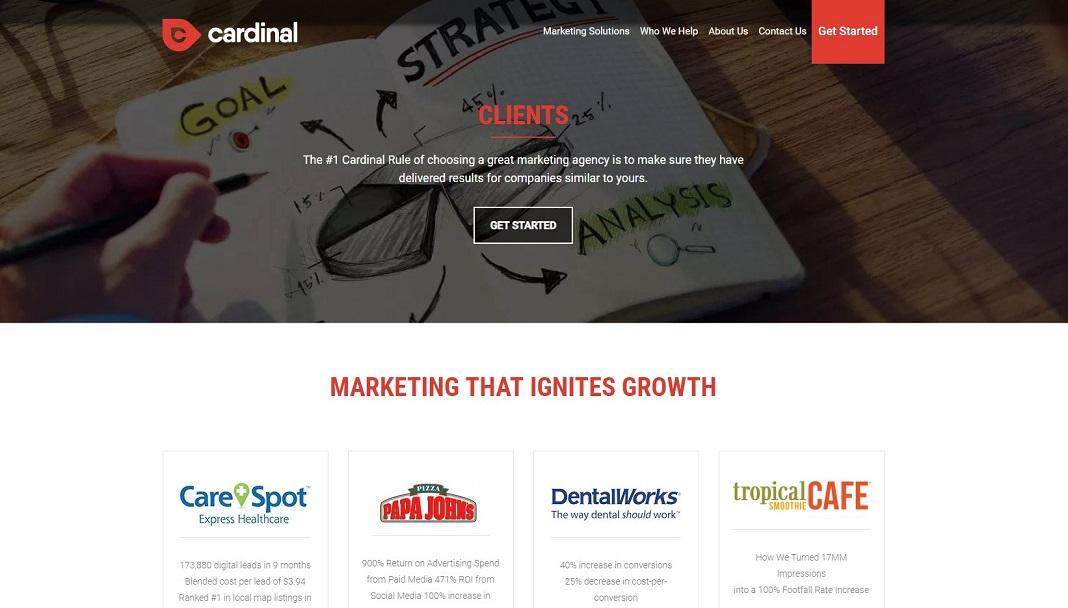 cardinal
Marketing Solutions Who We Help About Us Contact Us Get Started
STRATEGY
GOAL
45%
25%
CLIENTS
The #1 Cardinal Rule of choosing a great marketing agency is to make sure they have
delivered results for companies similar to yours.
15%
GET STARTED
ANALYSIS
15%
MARKETING THAT IGNITES GROWTH
CareSpot™
Express Healthcare
173,880 digital leads in 9 months
Blended cost per lead of $3.94
Ranked #1 in local map listings in
PIZZA
PAPA JOHNS
900% Return on Advertising Spend
from Paid Media 471% ROI from
Social Media 100% increase in
DentalWorks®
The way dental should work™
40% increase in conversions
25% decrease in cost-per-
conversion
tropical
SMOOTHIE CAFE
How We Turned 17MM
Impressions
into a 100% Footfall Rate Increase